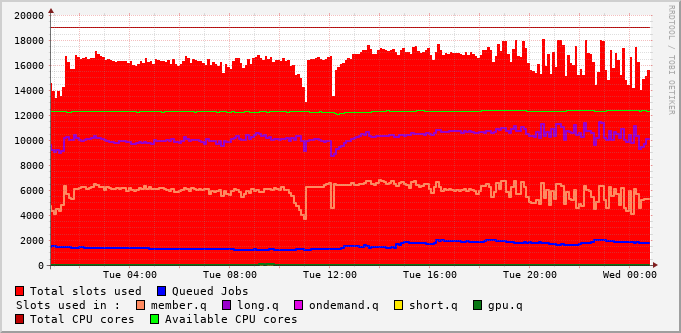 20000
18000
16000
14000
12000
10000
8000
6000
4000
2000
0
Tue 04:00 Tue 08:00 Tue 12:00 Tue 16:00 Tue 20:00 Wed 00:00
Total slots used Queued Jobs
Slots used in : member.q long.q ondemand.q short.q gpu.q
Total CPU cores Available CPU cores
RRDTOOL / TOBI OETIKER